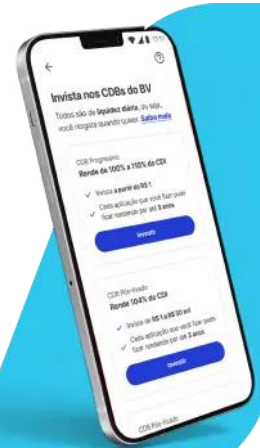 11:11
Invista nos CDBs do BV
Todos são de liquidez diária, ou seja,
você resgata quando quiser. Saiba mais
CDB Progressivo
Rende de 100% a 110% do CDI
Invista a partir de R$ 1
Cada aplicação que você fizer pode
ficar rendendo por até 3 anos
Investir
CDB Pós-fixado
Rende 104% do CDI
Invista de R$ 1 a R$ 50 mil
Cada aplicação que você fizer pode
ficar rendendo por até 3 anos
Investir
CDB Pós-fixado